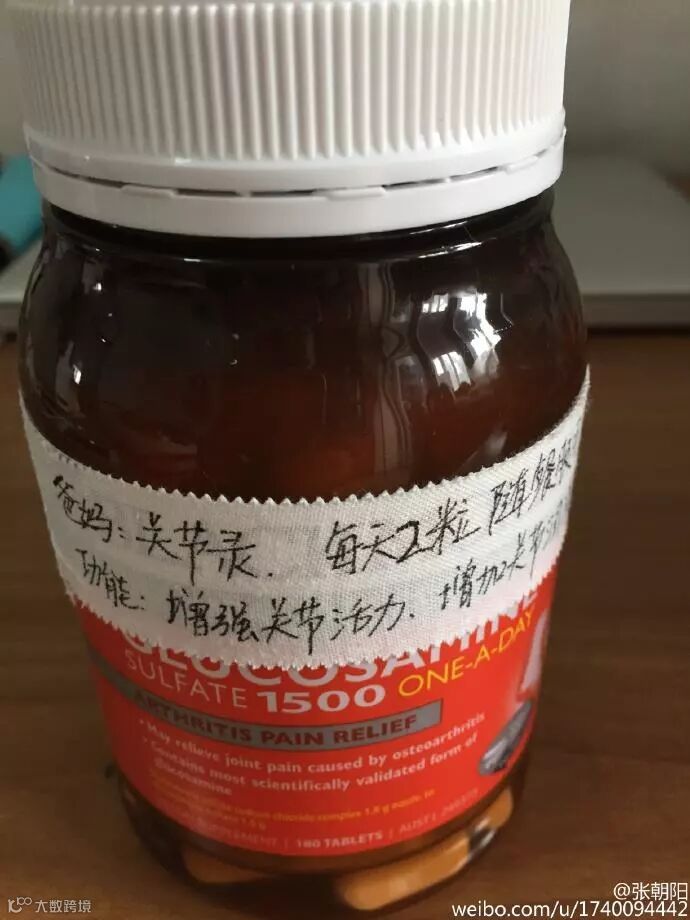 爸妈：关节灵． 每天2粒 随餐
功能：增强关节活力．增加关节
GLUCOSAMINE
SULFATE 1500 ONE-A-DAY
ARTHRITIS PAIN RELIEF
• May relieve joint pain caused by osteoarthritis
• Contains most scientifically validated form of
glucosamine
180 TABLETS | AUST L
大数跨境
@张朝阳
weibo.com/u/1740094442